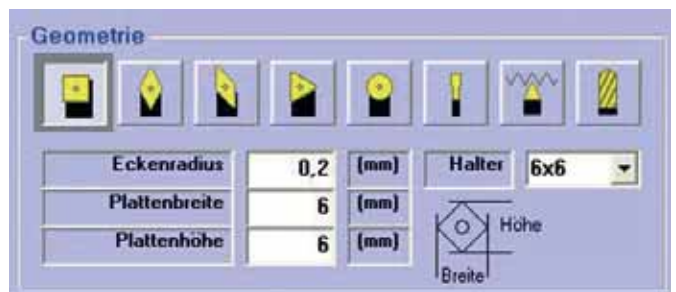 Geometrie
Eckenradius 0,2 (mm) Halter 6x6
Plattenbreite 6 (mm)
Plattenhöhe 6 (mm)
Höhe
Breite